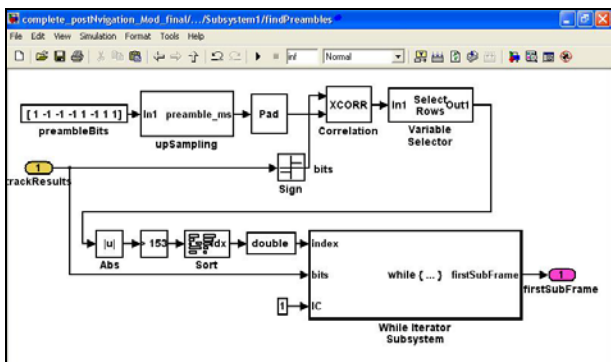 complete_postNvigation_Mod_final/.../Subsystem1/findPreambles
File Edit View Simulation Format Tools Help
inf Normal
[1 -1 -1 -1 1 -1 1 1]
preambleBits
In1 preamble_ms
upSampling
Pad
XCORR
Correlation
In1 Select Rows Out1
Variable Selector
1
trackResults
Sign
bits
|u|
Abs
> 153
Idx
Sort
double
index
bits
IC
while { ... } firstSubFrame
While Iterator
Subsystem
1
1
firstSubFrame